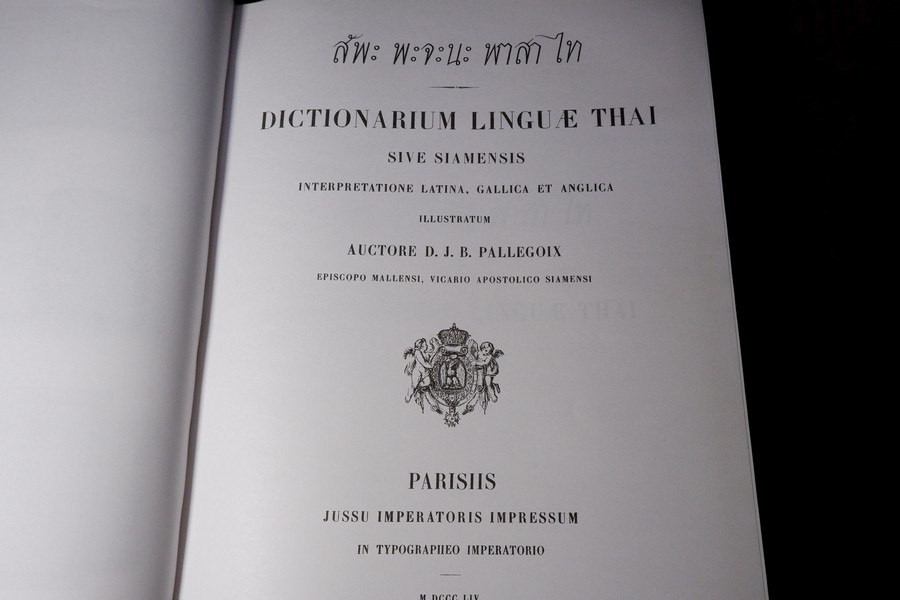 สัพะ พะจะนะ พาสา ไท
DICTIONARIUM LINGUÆ THAI
SIVE SIAMENSIS
INTERPRETATIONE LATINA, GALLICA ET ANGLICA
ILLUSTRATUM
AUCTORE D. J. B. PALLEGOIX
EPISCOPO MALLENSI, VICARIO APOSTOLICO SIAMENSI
PARISIIS
JUSSU IMPERATORIS IMPRESSUM
IN TYPOGRAPHEO IMPERATORIO
M DCCC LIV